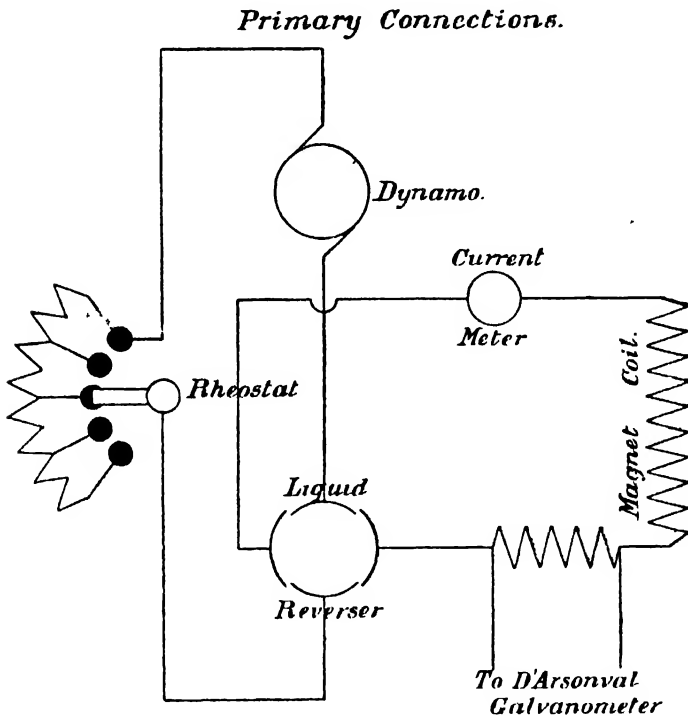 Primary Connections.
Dynamo.
Current
Meter
Rheostat
Magnet Coil.
Liquid
Reverser
To D'Arsonval
Galvanometer